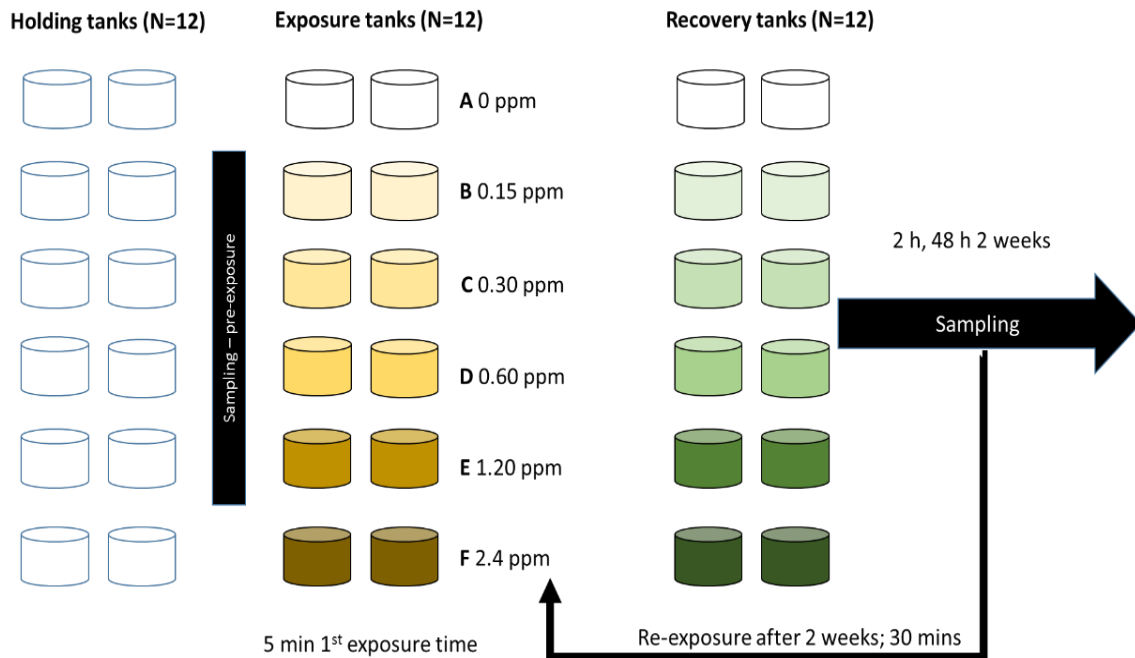 Holding tanks (N=12)
Exposure tanks (N=12)
Recovery tanks (N=12)
Sampling – pre-exposure
A 0 ppm
B 0.15 ppm
C 0.30 ppm
D 0.60 ppm
E 1.20 ppm
F 2.4 ppm
2 h, 48 h 2 weeks
Sampling
5 min 1st exposure time
Re-exposure after 2 weeks; 30 mins